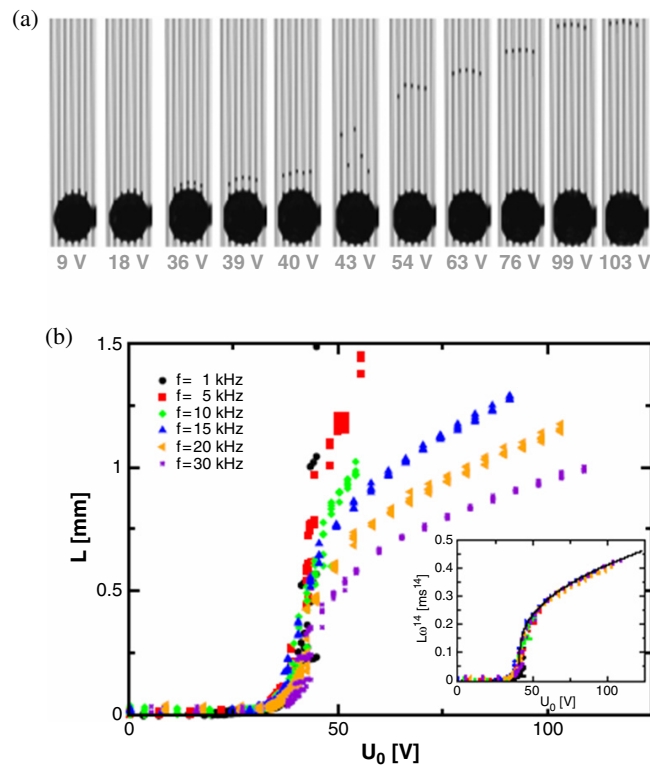 (a)
9 V 18 V 36 V 39 V 40 V 43 V 54 V 63 V 76 V 99 V 103 V
(b)
1.5
1
0.5
0
L [mm]
f= 1 kHz
f= 5 kHz
f= 10 kHz
f= 15 kHz
f= 20 kHz
f= 30 kHz
0 50 100
U₀ [V]
0.5
0.4
0.3
0.2
0.1
0
Lω¹⁴ [ms¹⁴]
0 50 100
U₀ [V]